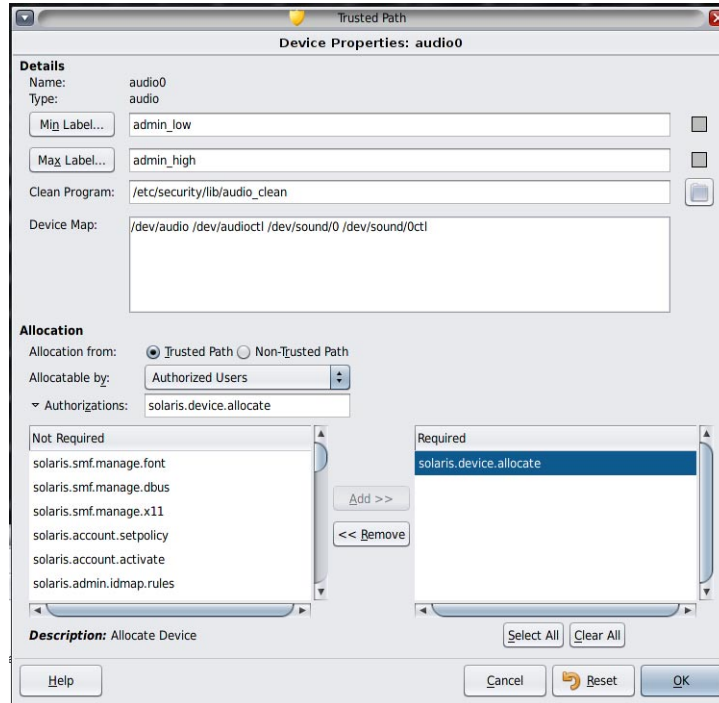 Trusted Path
Device Properties: audio0
Details
Name: audio0
Type: audio
Min Label... admin_low
Max Label... admin_high
Clean Program: /etc/security/lib/audio_clean
Device Map: /dev/audio /dev/audioctl /dev/sound/0 /dev/sound/0ctl
Allocation
Allocation from: Trusted Path Non-Trusted Path
Allocatable by: Authorized Users
Authorizations: solaris.device.allocate
Not Required
solaris.smf.manage.font
solaris.smf.manage.dbus
solaris.smf.manage.x11
solaris.account.setpolicy
solaris.account.activate
solaris.admin.idmap.rules
Add >>
<< Remove
Required
solaris.device.allocate
Description: Allocate Device
Select All Clear All
Help Cancel Reset OK